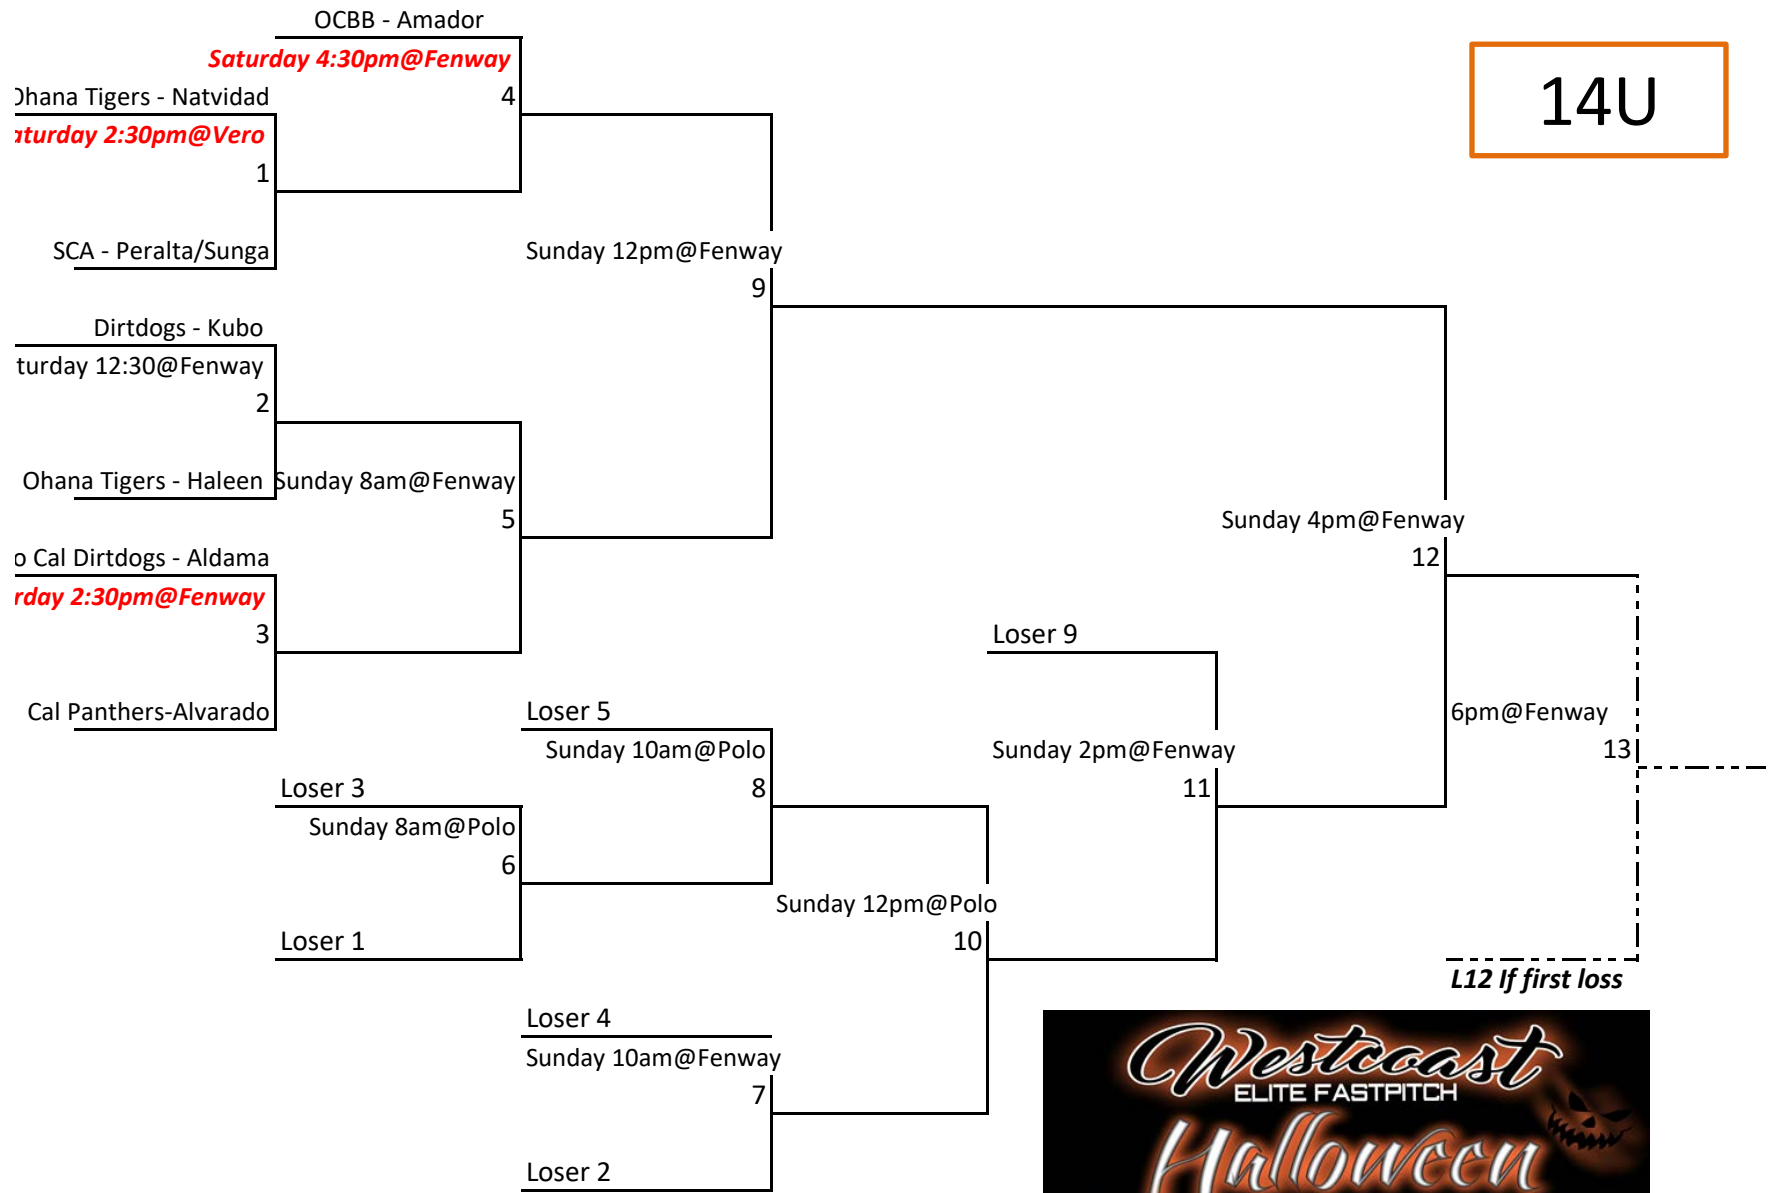 OCBB - Amador
Saturday 4:30pm@Fenway
14U
Ohana Tigers - Natvidad
4
aturday 2:30pm@Vero
1
SCA - Peralta/Sunga
Sunday 12pm@Fenway
9
Dirtdogs - Kubo
turday 12:30@Fenway
2
Ohana Tigers - Haleen
Sunday 8am@Fenway
5
Sunday 4pm@Fenway
12
o Cal Dirtdogs - Aldama
rday 2:30pm@Fenway
3
Loser 9
Cal Panthers-Alvarado
Loser 5
6pm@Fenway
Sunday 10am@Polo
Sunday 2pm@Fenway
13
Loser 3
8
11
Sunday 8am@Polo
6
Sunday 12pm@Polo
Loser 1
10
L12 If first loss
Loser 4
Sunday 10am@Fenway
7
Loser 2
Westcoast
ELITE FASTPITCH
Halloween